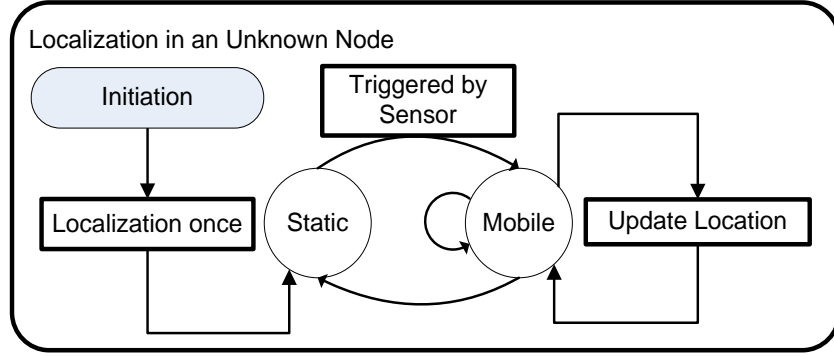 Localization in an Unknown Node
Initiation
Triggered by
Sensor
Localization once
Static
Mobile
Update Location